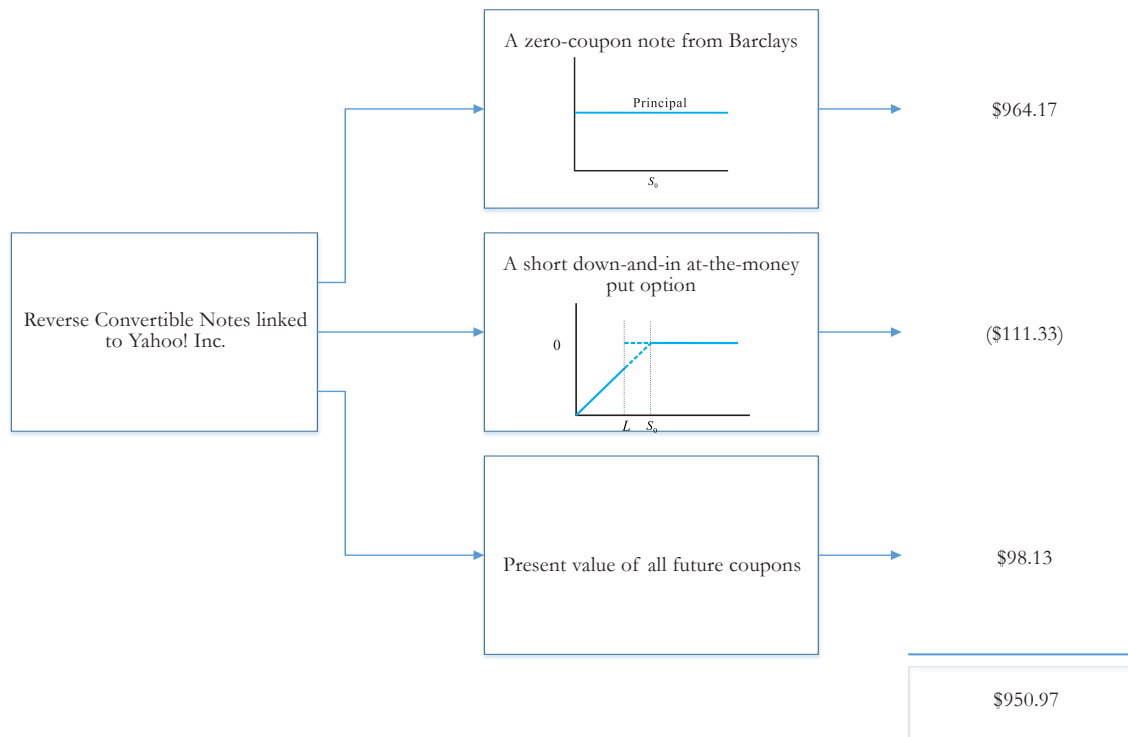 A zero-coupon note from Barclays
Principal
S₀
$964.17
Reverse Convertible Notes linked
to Yahoo! Inc.
A short down-and-in at-the-money
put option
0
L S₀
($111.33)
Present value of all future coupons
$98.13
$950.97